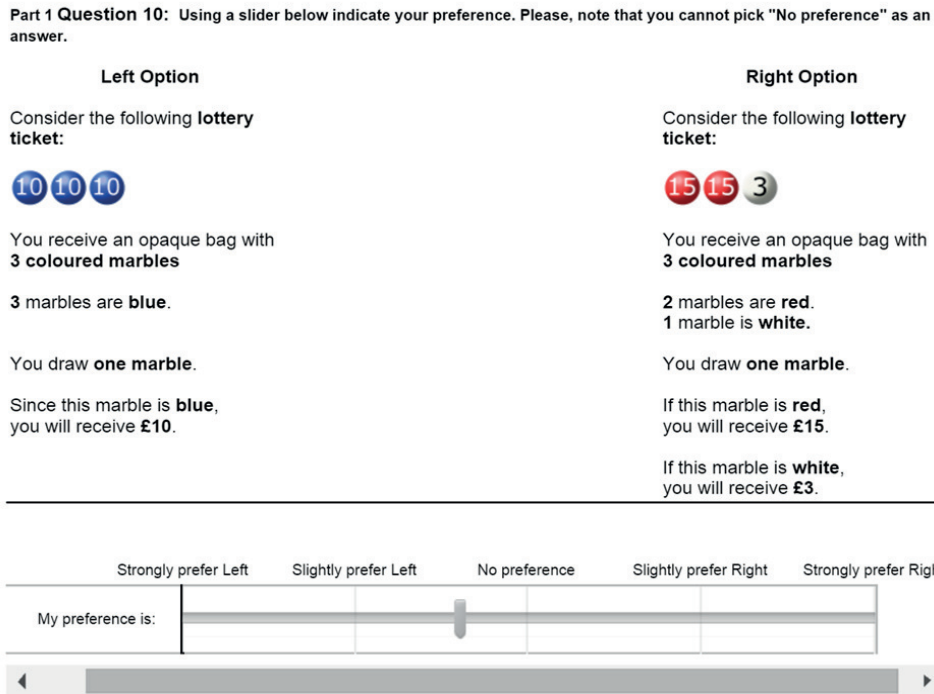 Part 1 Question 10: Using a slider below indicate your preference. Please, note that you cannot pick "No preference" as an
answer.
Left Option
Consider the following lottery
ticket:
10 10 10
You receive an opaque bag with
3 coloured marbles
3 marbles are blue.
You draw one marble.
Since this marble is blue,
you will receive £10.
Right Option
Consider the following lottery
ticket:
15 15 3
You receive an opaque bag with
3 coloured marbles
2 marbles are red.
1 marble is white.
You draw one marble.
If this marble is red,
you will receive £15.
If this marble is white,
you will receive £3.
Strongly prefer Left Slightly prefer Left No preference Slightly prefer Right Strongly prefer Righ
My preference is: